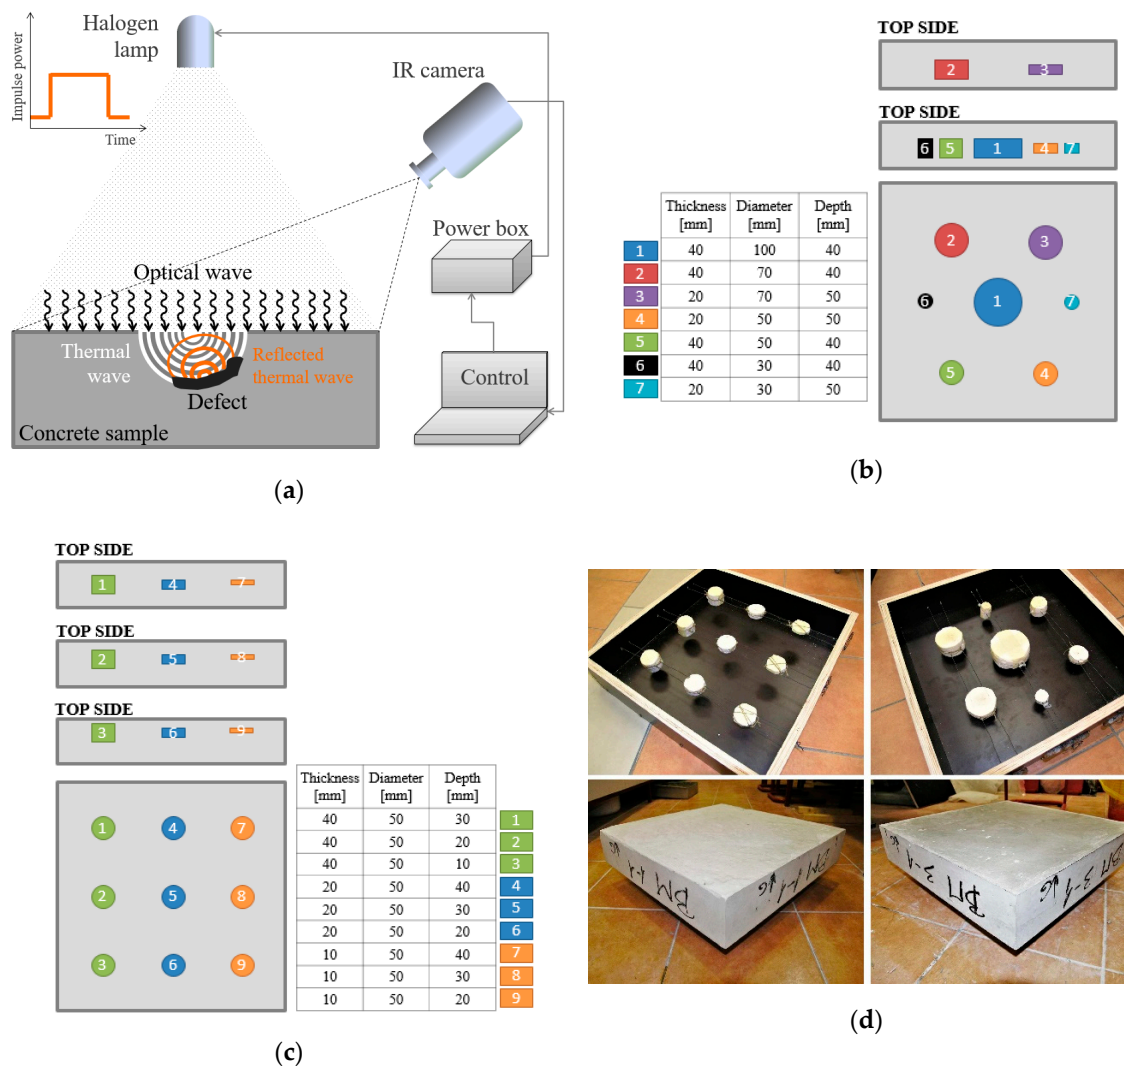 Halogen
lamp
Impulse power
Time
IR camera
Power box
Optical wave
Thermal
wave
Reflected
thermal wave
Defect
Control
Concrete sample
(a)
TOP SIDE
2 3
TOP SIDE
6 5 1 4 7
2 3
6 1 7
5 4
Thickness [mm] Diameter [mm] Depth [mm]
1 40 100 40
2 40 70 40
3 20 70 50
4 20 50 50
5 40 50 40
6 40 30 40
7 20 30 50
(b)
TOP SIDE
1 4 7
TOP SIDE
2 5 8
TOP SIDE
3 6 9
1 4 7
2 5 8
3 6 9
Thickness [mm] Diameter [mm] Depth [mm]
40 50 30 1
40 50 20 2
40 50 10 3
20 50 40 4
20 50 30 5
20 50 20 6
10 50 40 7
10 50 30 8
10 50 20 9
(c)
ВП 3-1
(d)